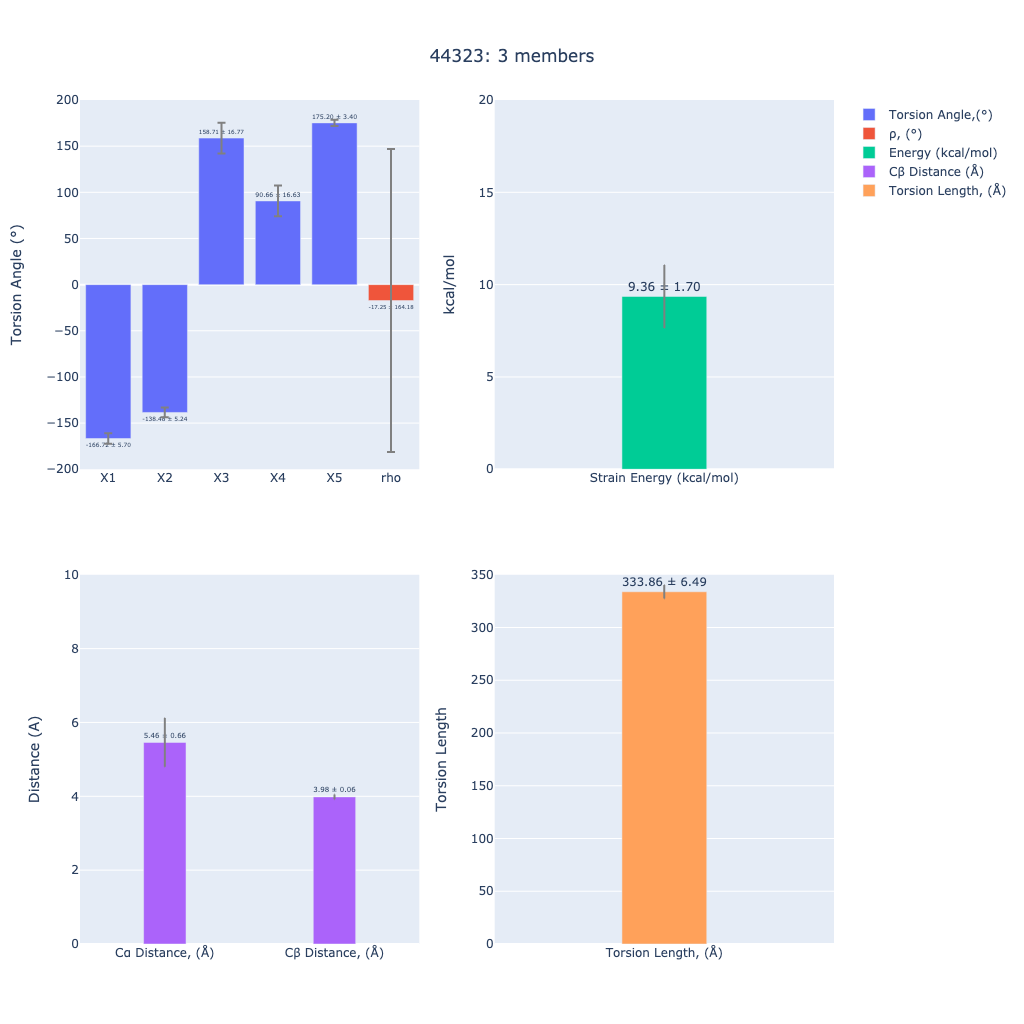 44323: 3 members
Torsion Angle (°)
200
150
100
50
0
−50
−100
−150
−200
-166.72 ± 5.70
-138.48 ± 5.24
158.71 ± 16.77
90.66 ± 16.63
175.20 ± 3.40
-17.25 ± 164.18
X1 X2 X3 X4 X5 rho
kcal/mol
20
15
10
5
0
9.36 ± 1.70
Strain Energy (kcal/mol)
Torsion Angle,(°)
ρ, (°)
Energy (kcal/mol)
Cβ Distance (Å)
Torsion Length, (Å)
Distance (A)
10
8
6
4
2
0
5.46 ± 0.66
3.98 ± 0.06
Cα Distance, (Å) Cβ Distance, (Å)
Torsion Length
350
300
250
200
150
100
50
0
333.86 ± 6.49
Torsion Length, (Å)